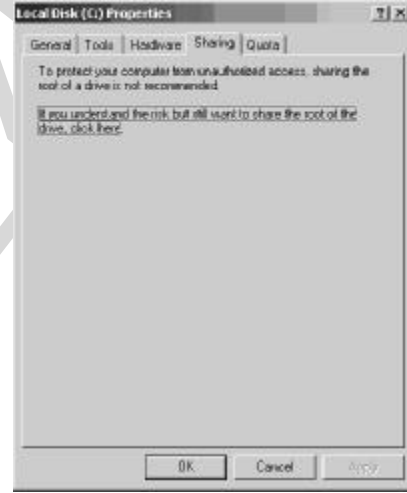 Local Disk (C:) Properties
General Tools Hardware Sharing Quota
To protect your computer from unauthorized access, sharing the
root of a drive is not recommended.
If you understand the risk but still want to share the root of the
drive, click here.
OK Cancel Apply